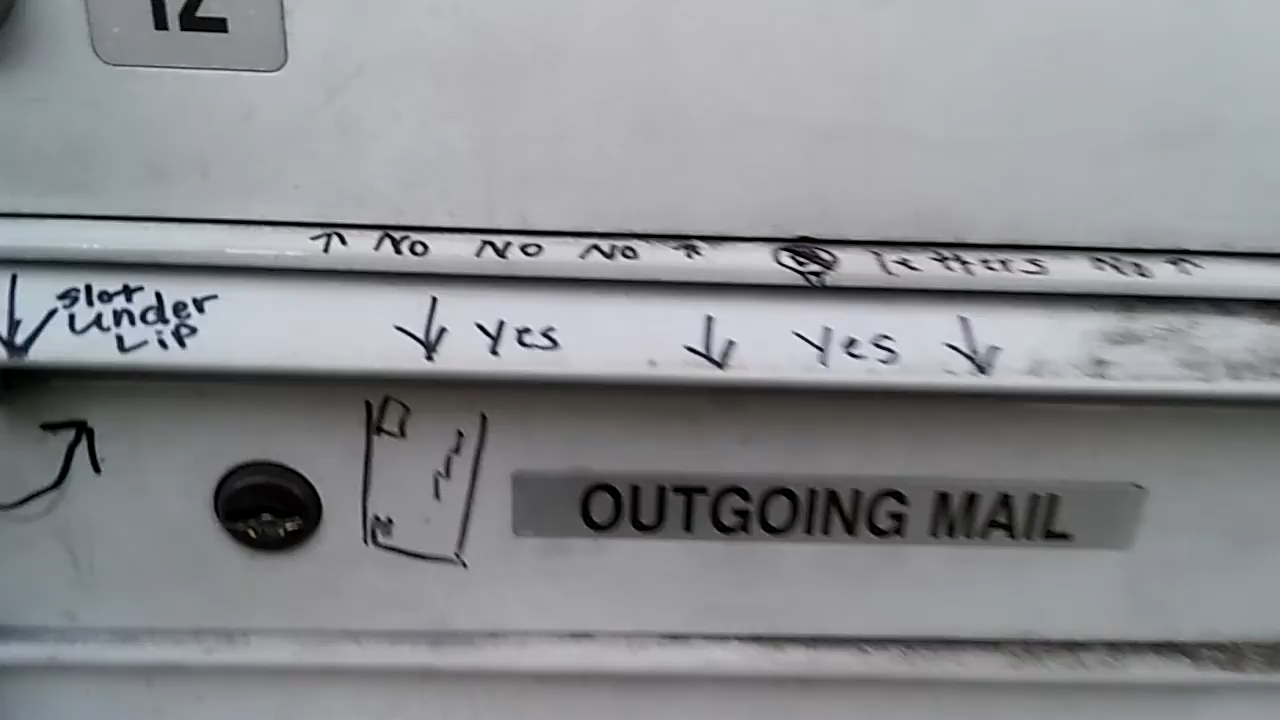 12
↑ NO NO NO ↑ letters NO ↑
slot
under
Lip
↓ Yes ↓ Yes ↓
OUTGOING MAIL